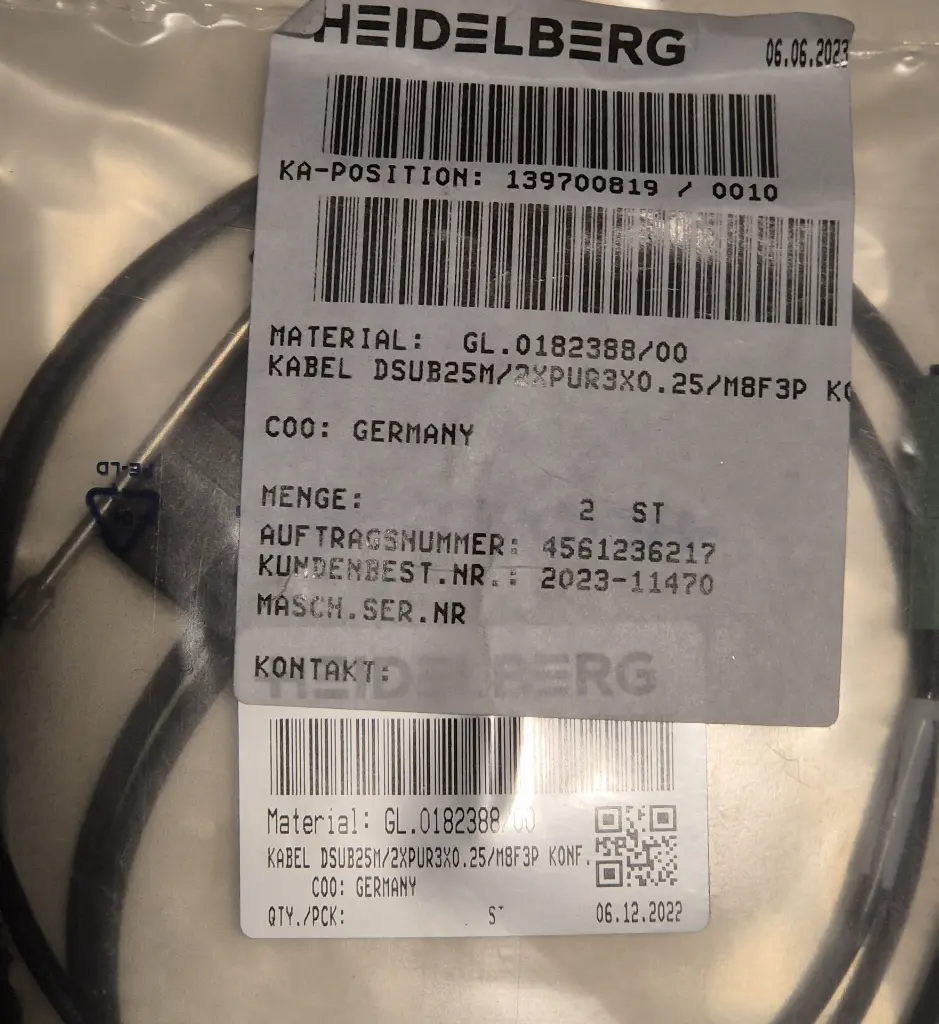 HEIDELBERG
06.06.2023
KA-POSITION: 139700819 / 0010
MATERIAL: GL.0182388/00
KABEL DSUB25M/2XPUR3X0.25/M8F3P
COO: GERMANY
MENGE: 2 ST
AUFTRAGSNUMMER: 4561236217
KUNDENBEST.NR.: 2023-11470
MASCH.SER.NR
KONTAKT:
HEIDELBERG
Material: GL.0182388/00
KABEL DSUB25M/2XPUR3X0.25/M8F3P KONF.
COO: GERMANY
QTY./PCK:
06.12.2022
PE-LD